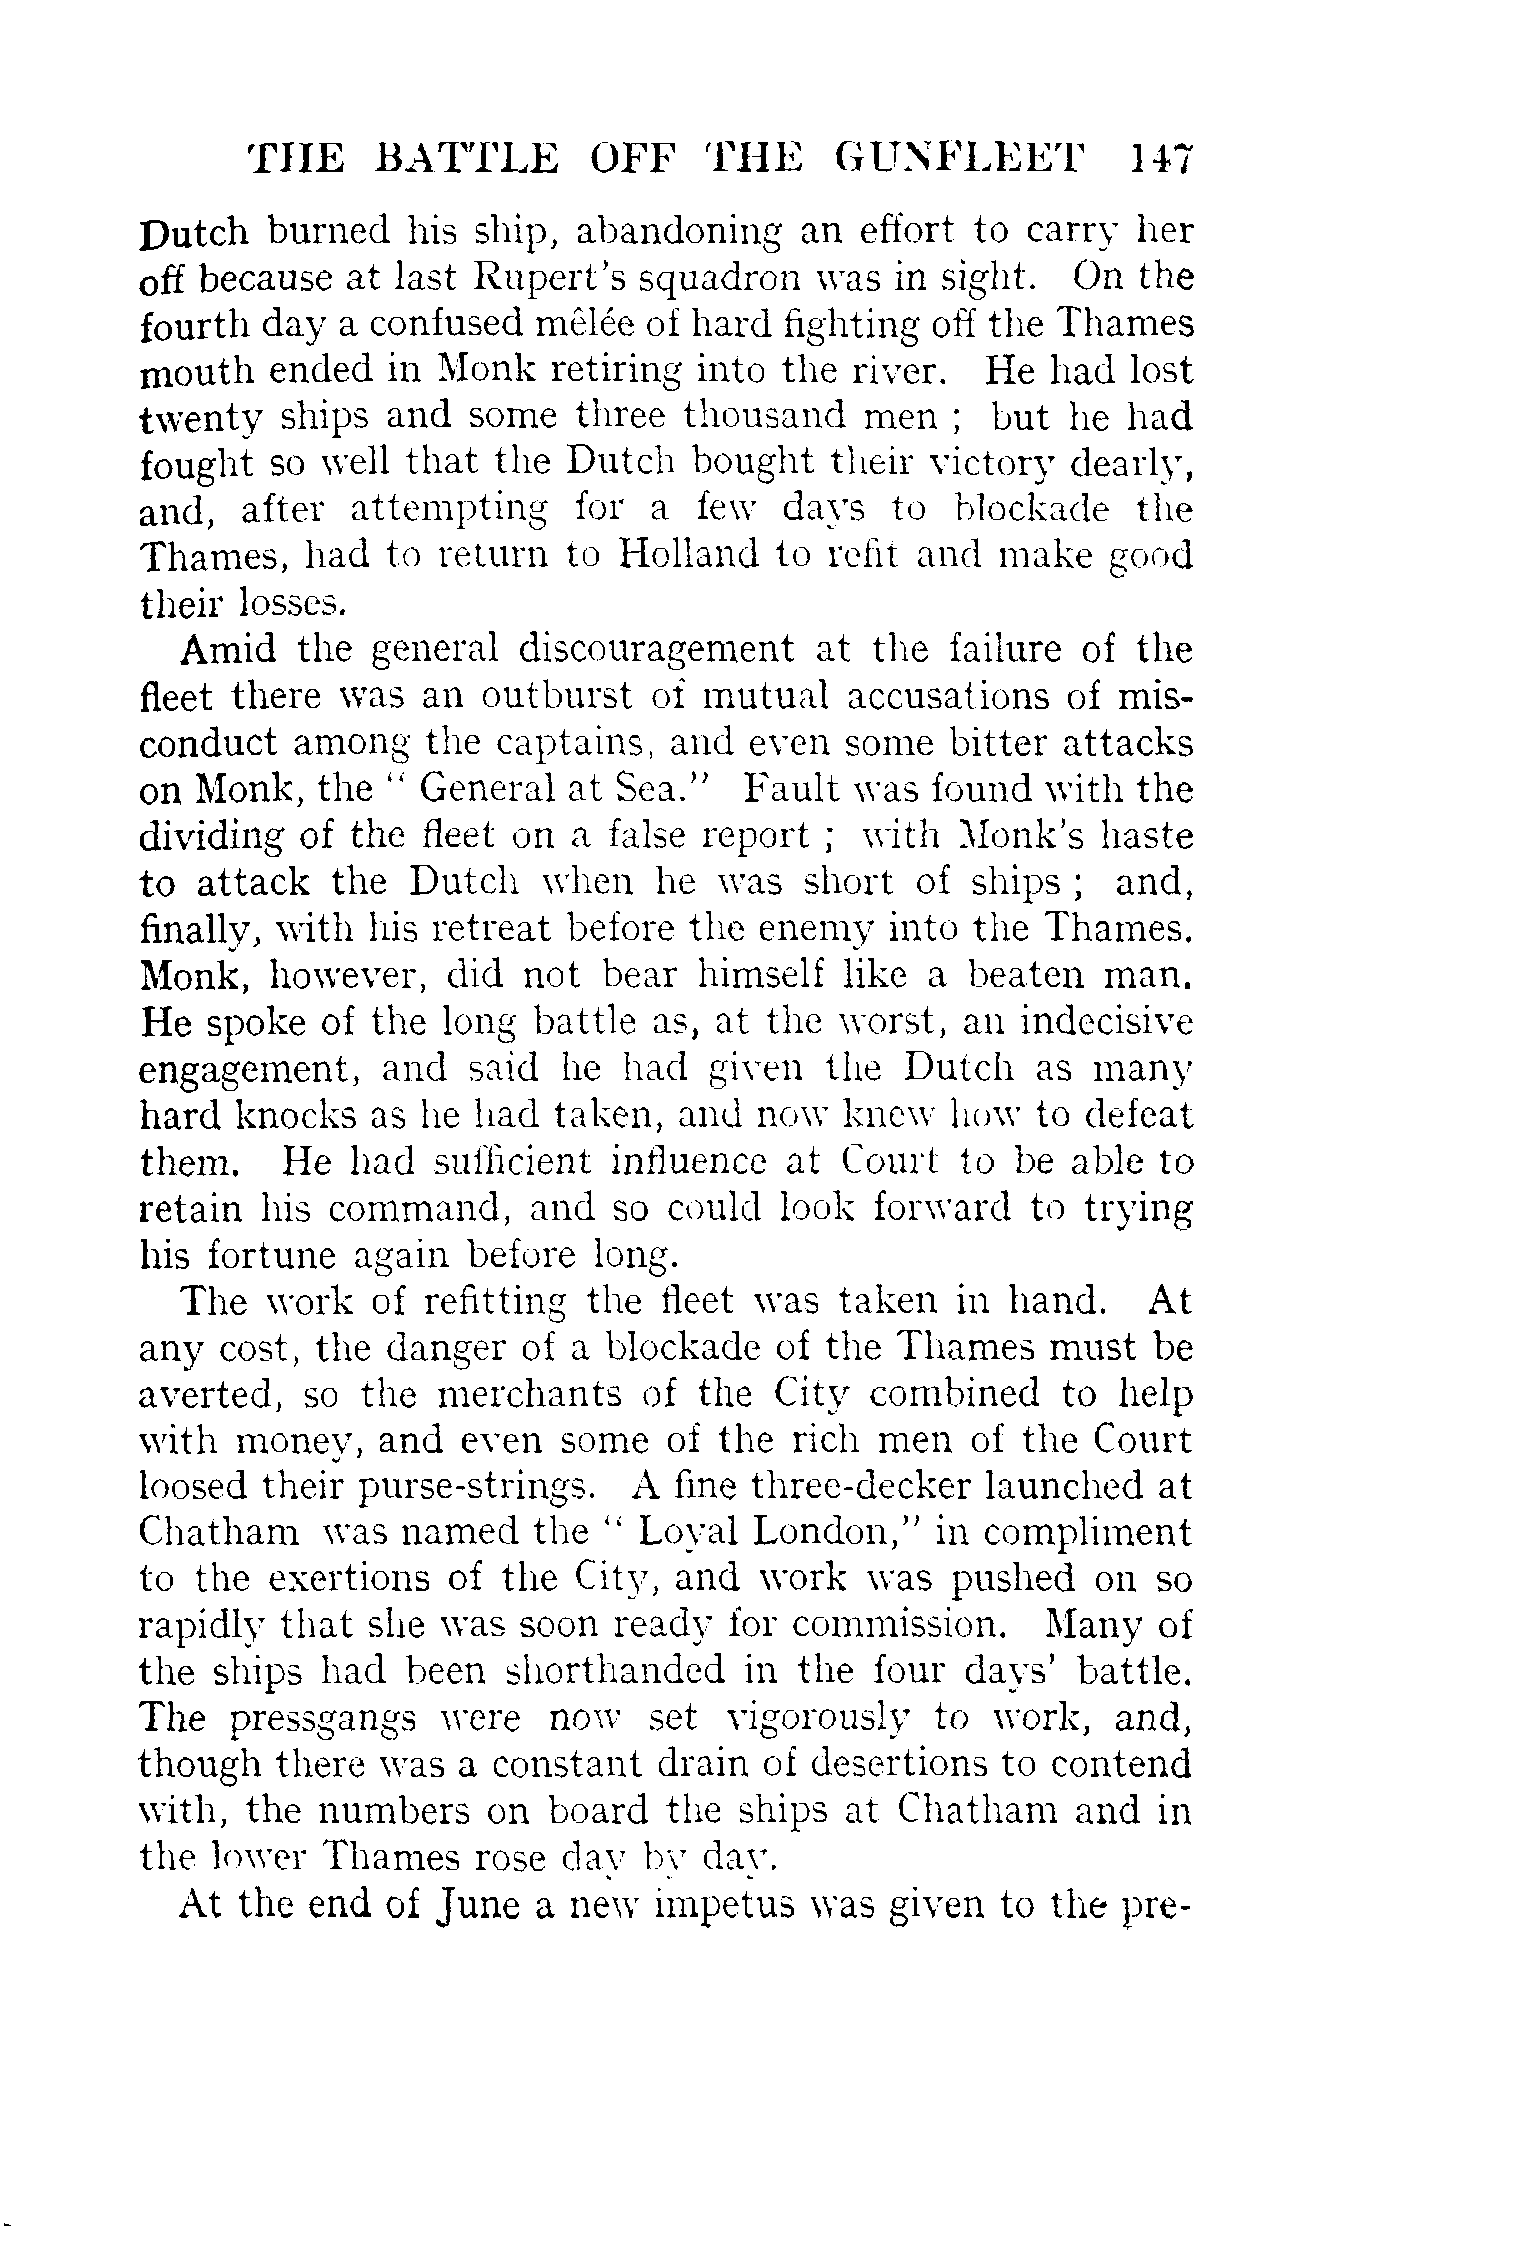 THE BATTLE OFF THE GUNFLEET 147
Dutch burned his ship, abandoning an effort to carry her
off because at last Rupert's squadron was in sight. On the
fourth day a confused mêlée of hard fighting off the Thames
mouth ended in Monk retiring into the river. He had lost
twenty ships and some three thousand men ; but he had
fought so well that the Dutch bought their victory dearly,
and, after attempting for a few days to blockade the
Thames, had to return to Holland to refit and make good
their losses.
Amid the general discouragement at the failure of the
fleet there was an outburst of mutual accusations of mis-
conduct among the captains, and even some bitter attacks
on Monk, the " General at Sea." Fault was found with the
dividing of the fleet on a false report ; with Monk's haste
to attack the Dutch when he was short of ships ; and,
finally, with his retreat before the enemy into the Thames.
Monk, however, did not bear himself like a beaten man.
He spoke of the long battle as, at the worst, an indecisive
engagement, and said he had given the Dutch as many
hard knocks as he had taken, and now knew how to defeat
them. He had sufficient influence at Court to be able to
retain his command, and so could look forward to trying
his fortune again before long.
The work of refitting the fleet was taken in hand. At
any cost, the danger of a blockade of the Thames must be
averted, so the merchants of the City combined to help
with money, and even some of the rich men of the Court
loosed their purse-strings. A fine three-decker launched at
Chatham was named the " Loyal London," in compliment
to the exertions of the City, and work was pushed on so
rapidly that she was soon ready for commission. Many of
the ships had been shorthanded in the four days' battle.
The pressgangs were now set vigorously to work, and,
though there was a constant drain of desertions to contend
with, the numbers on board the ships at Chatham and in
the lower Thames rose day by day.
At the end of June a new impetus was given to the pre-